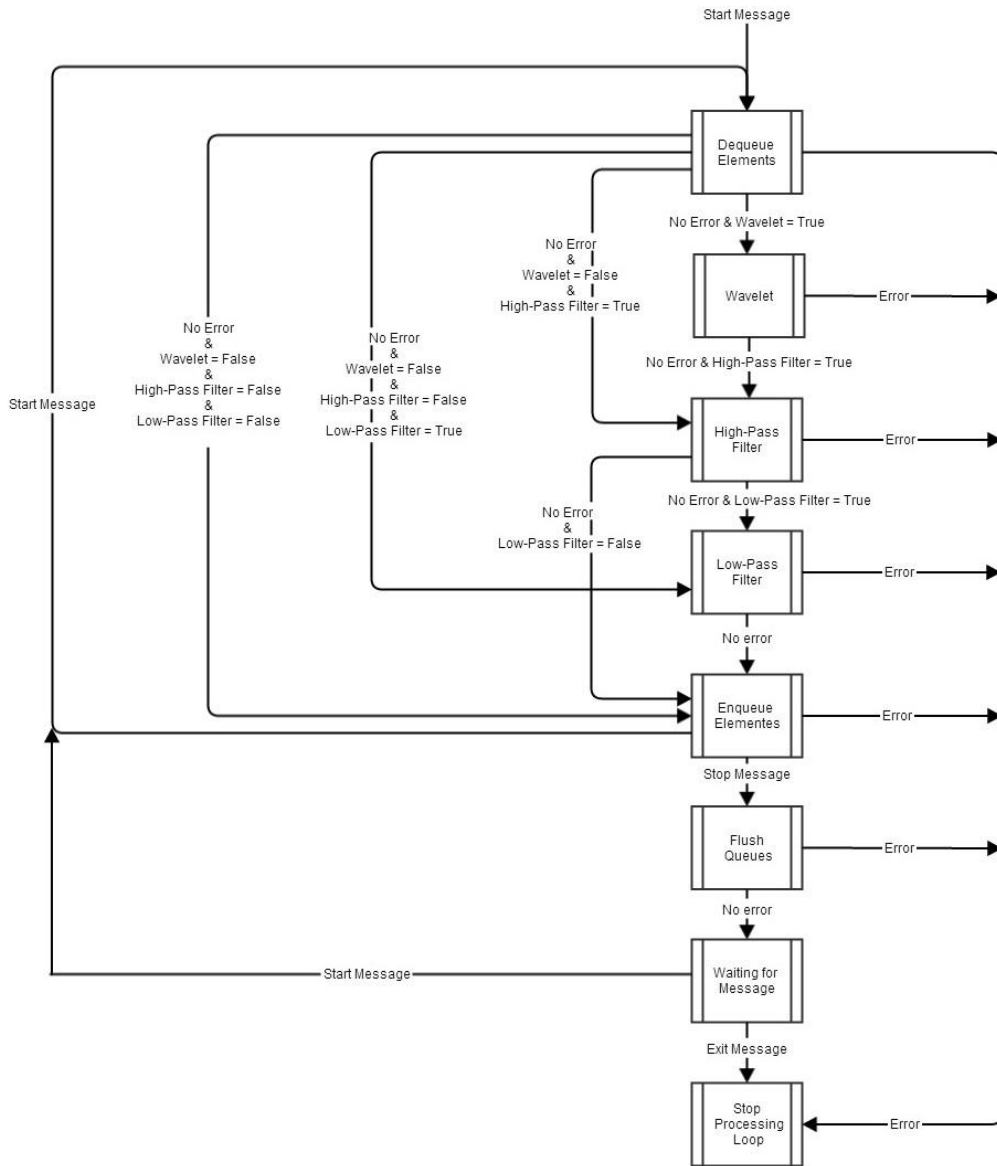 Start Message
Dequeue
Elements
No Error & Wavelet = True
No Error
&
Wavelet = False
&
High-Pass Filter = True
Wavelet
Error
No Error
&
Wavelet = False
&
High-Pass Filter = False
&
Low-Pass Filter = False
No Error
&
Wavelet = False
&
High-Pass Filter = False
&
Low-Pass Filter = True
No Error & High-Pass Filter = True
Start Message
High-Pass
Filter
Error
No Error & Low-Pass Filter = True
No Error
&
Low-Pass Filter = False
Low-Pass
Filter
Error
No error
Enqueue
Elementes
Error
Stop Message
Flush
Queues
Error
No error
Start Message
Waiting for
Message
Exit Message
Stop
Processing
Loop
Error